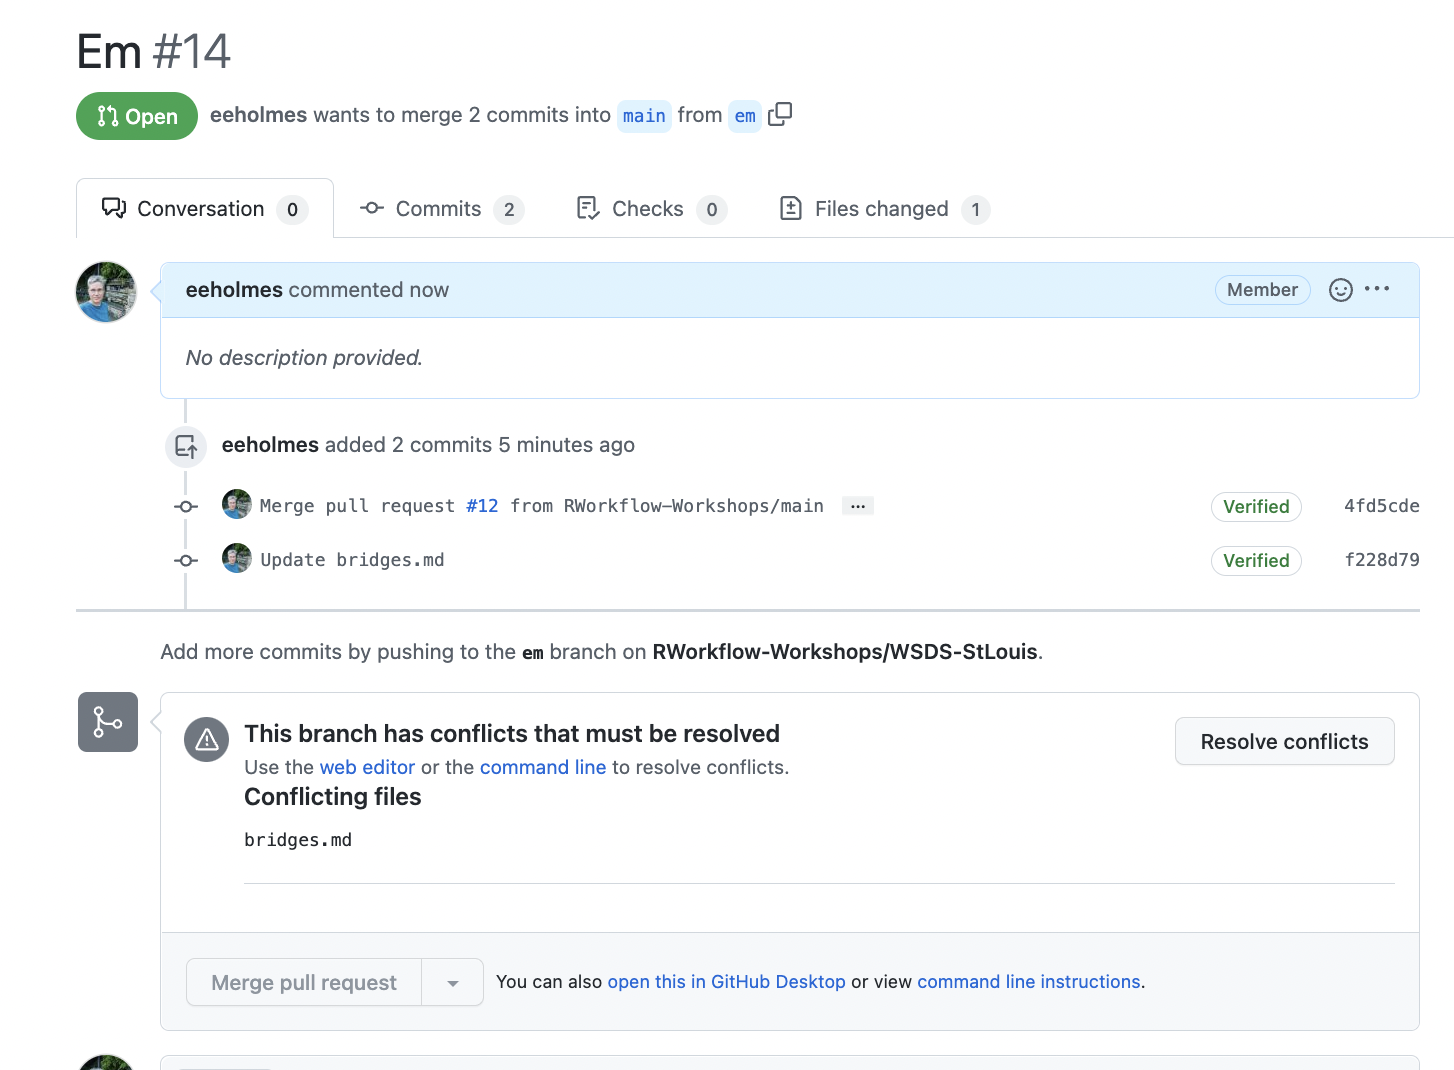 Em #14
Open eeholmes wants to merge 2 commits into main from em
Conversation 0 Commits 2 Checks 0 Files changed 1
eeholmes commented now Member
No description provided.
eeholmes added 2 commits 5 minutes ago
Merge pull request #12 from RWorkflow-Workshops/main ... Verified 4fd5cde
Update bridges.md Verified f228d79
Add more commits by pushing to the em branch on RWorkflow-Workshops/WSDS-StLouis.
This branch has conflicts that must be resolved
Resolve conflicts
Use the web editor or the command line to resolve conflicts.
Conflicting files
bridges.md
Merge pull request You can also open this in GitHub Desktop or view command line instructions.